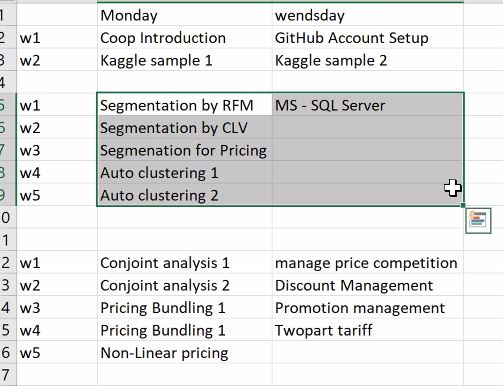 1 Monday wendsday
2 w1 Coop Introduction GitHub Account Setup
3 w2 Kaggle sample 1 Kaggle sample 2
4
5 w1 Segmentation by RFM MS - SQL Server
6 w2 Segmentation by CLV
7 w3 Segmenation for Pricing
8 w4 Auto clustering 1
9 w5 Auto clustering 2
0
1
2 w1 Conjoint analysis 1 manage price competition
3 w2 Conjoint analysis 2 Discount Management
4 w3 Pricing Bundling 1 Promotion management
5 w4 Pricing Bundling 1 Twopart tariff
6 w5 Non-Linear pricing
7